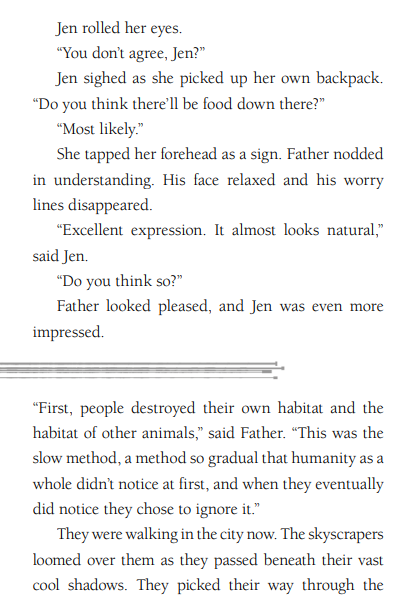 Jen rolled her eyes.
“You don’t agree, Jen?”
Jen sighed as she picked up her own backpack.
“Do you think there’ll be food down there?”
“Most likely.”
She tapped her forehead as a sign. Father nodded
in understanding. His face relaxed and his worry
lines disappeared.
“Excellent expression. It almost looks natural,”
said Jen.
“Do you think so?”
Father looked pleased, and Jen was even more
impressed.
“First, people destroyed their own habitat and the
habitat of other animals,” said Father. “This was the
slow method, a method so gradual that humanity as a
whole didn’t notice at first, and when they eventually
did notice they chose to ignore it.”
They were walking in the city now. The skyscrapers
loomed over them as they passed beneath their vast
cool shadows. They picked their way through the